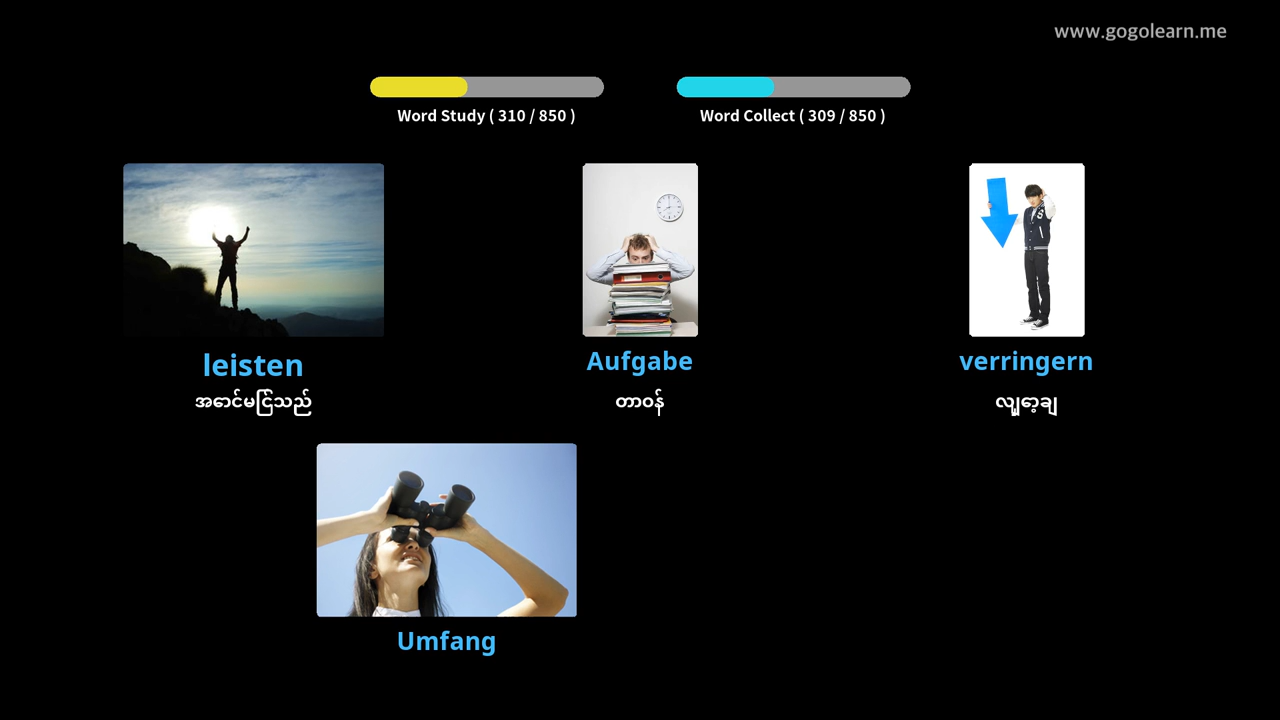 www.gogolearn.me
Word Study ( 310 / 850 )
Word Collect ( 309 / 850 )
leisten
Aufgabe
verringern
အောင်မငြ်သည်
တာဝန်
လျှော့ချ
Umfang